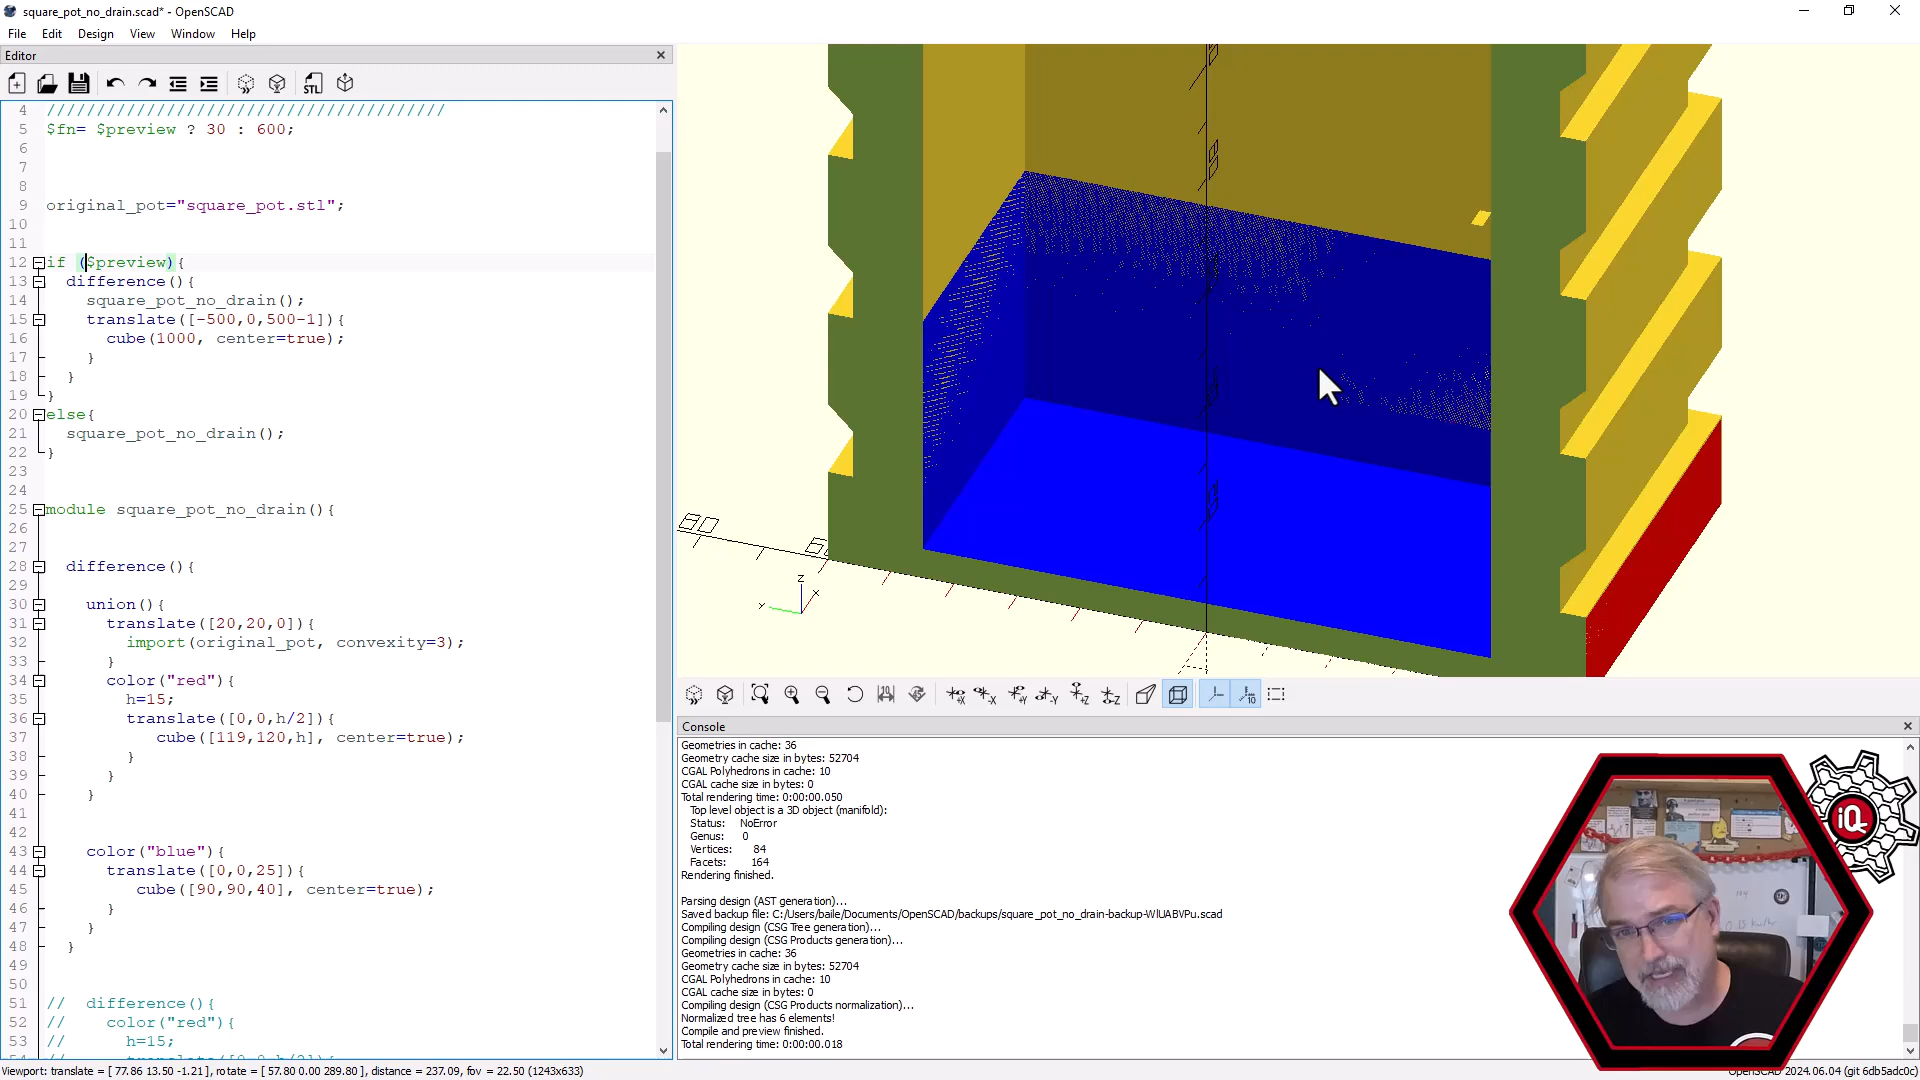 square_pot_no_drain.scad* - OpenSCAD
File Edit Design View Window Help
Editor
STL
4 ////////////////////////////////////////
5 $fn= $preview ? 30 : 600;
6
7
8
9 original_pot="square_pot.stl";
10
11
12 if ($preview){
13 difference(){
14 square_pot_no_drain();
15 translate([-500,0,500-1]){
16 cube(1000, center=true);
17 }
18 }
19 }
20 else{
21 square_pot_no_drain();
22 }
23
24
25 module square_pot_no_drain(){
26
27
28 difference(){
29
30 union(){
31 translate([20,20,0]){
32 import(original_pot, convexity=3);
33 }
34 color("red"){
35 h=15;
36 translate([0,0,h/2]){
37 cube([119,120,h], center=true);
38 }
39 }
40 }
41
42
43 color("blue"){
44 translate([0,0,25]){
45 cube([90,90,40], center=true);
46 }
47 }
48 }
49
50
51 // difference(){
52 // color("red"){
53 // h=15;
z
x
y
Console
Geometries in cache: 36
Geometry cache size in bytes: 52704
CGAL Polyhedrons in cache: 10
CGAL cache size in bytes: 0
Total rendering time: 0:00:00.050
Top level object is a 3D object (manifold):
Status: NoError
Genus: 0
Vertices: 84
Facets: 164
Rendering finished.
Parsing design (AST generation)...
Saved backup file: C:/Users/baile/Documents/OpenSCAD/backups/square_pot_no_drain-backup-WlUABVPu.scad
Compiling design (CSG Tree generation)...
Compiling design (CSG Products generation)...
Geometries in cache: 36
Geometry cache size in bytes: 52704
CGAL Polyhedrons in cache: 10
CGAL cache size in bytes: 0
Compiling design (CSG Products normalization)...
Normalized tree has 6 elements!
Compile and preview finished.
Total rendering time: 0:00:00.018
iQ
Viewport: translate = [ 77.86 13.50 -1.21 ], rotate = [ 57.80 0.00 289.80 ], distance = 237.09, fov = 22.50 (1243x633)
OpenSCAD 2024.06.04 (git 6db5adc0c)